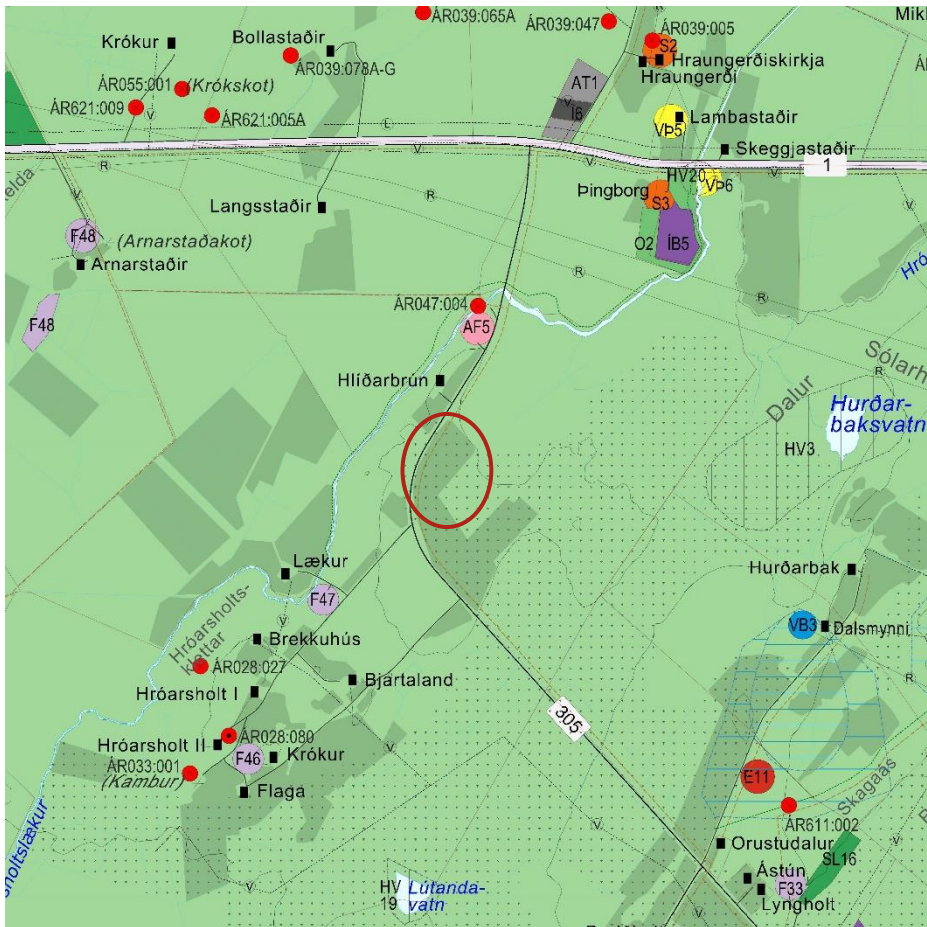 ÁR039:065A
ÁR039:047
ÁR039:005
Mikl
Krókur
Bollastaðir
S2
Hraungerðiskirkja
Hraungerði
ÁR039:078A-G
ÁR055:001
(Krókskot)
AT1
I6
ÁR621:009
ÁR621:005A
VÞ5
Lambastaðir
Skeggjastaðir
1
HV20
VÞ6
Þingborg
S3
Langsstaðir
O2
ÍB5
F48
(Arnarstaðakot)
Arnarstaðir
F48
ÁR047:004
AF5
Hlíðarbrún
Sólarh
Dalur
Hurðar-
baksvatn
HV3
Lækur
F47
Hurðarbak
VB3
Dalsmynni
Hróarsholts-
klettar
Brekkuhús
ÁR028:027
Hróarsholt I
Bjartaland
305
ÁR028:080
Hróarsholt II
F46
Krókur
ÁR033:001
(Kambur)
Flaga
E11
Skagaás
ÁR611:002
Orustudalur
SL16
Ástún
F33
Lyngholt
HV
19
Lútanda-
vatn
sholtslækur